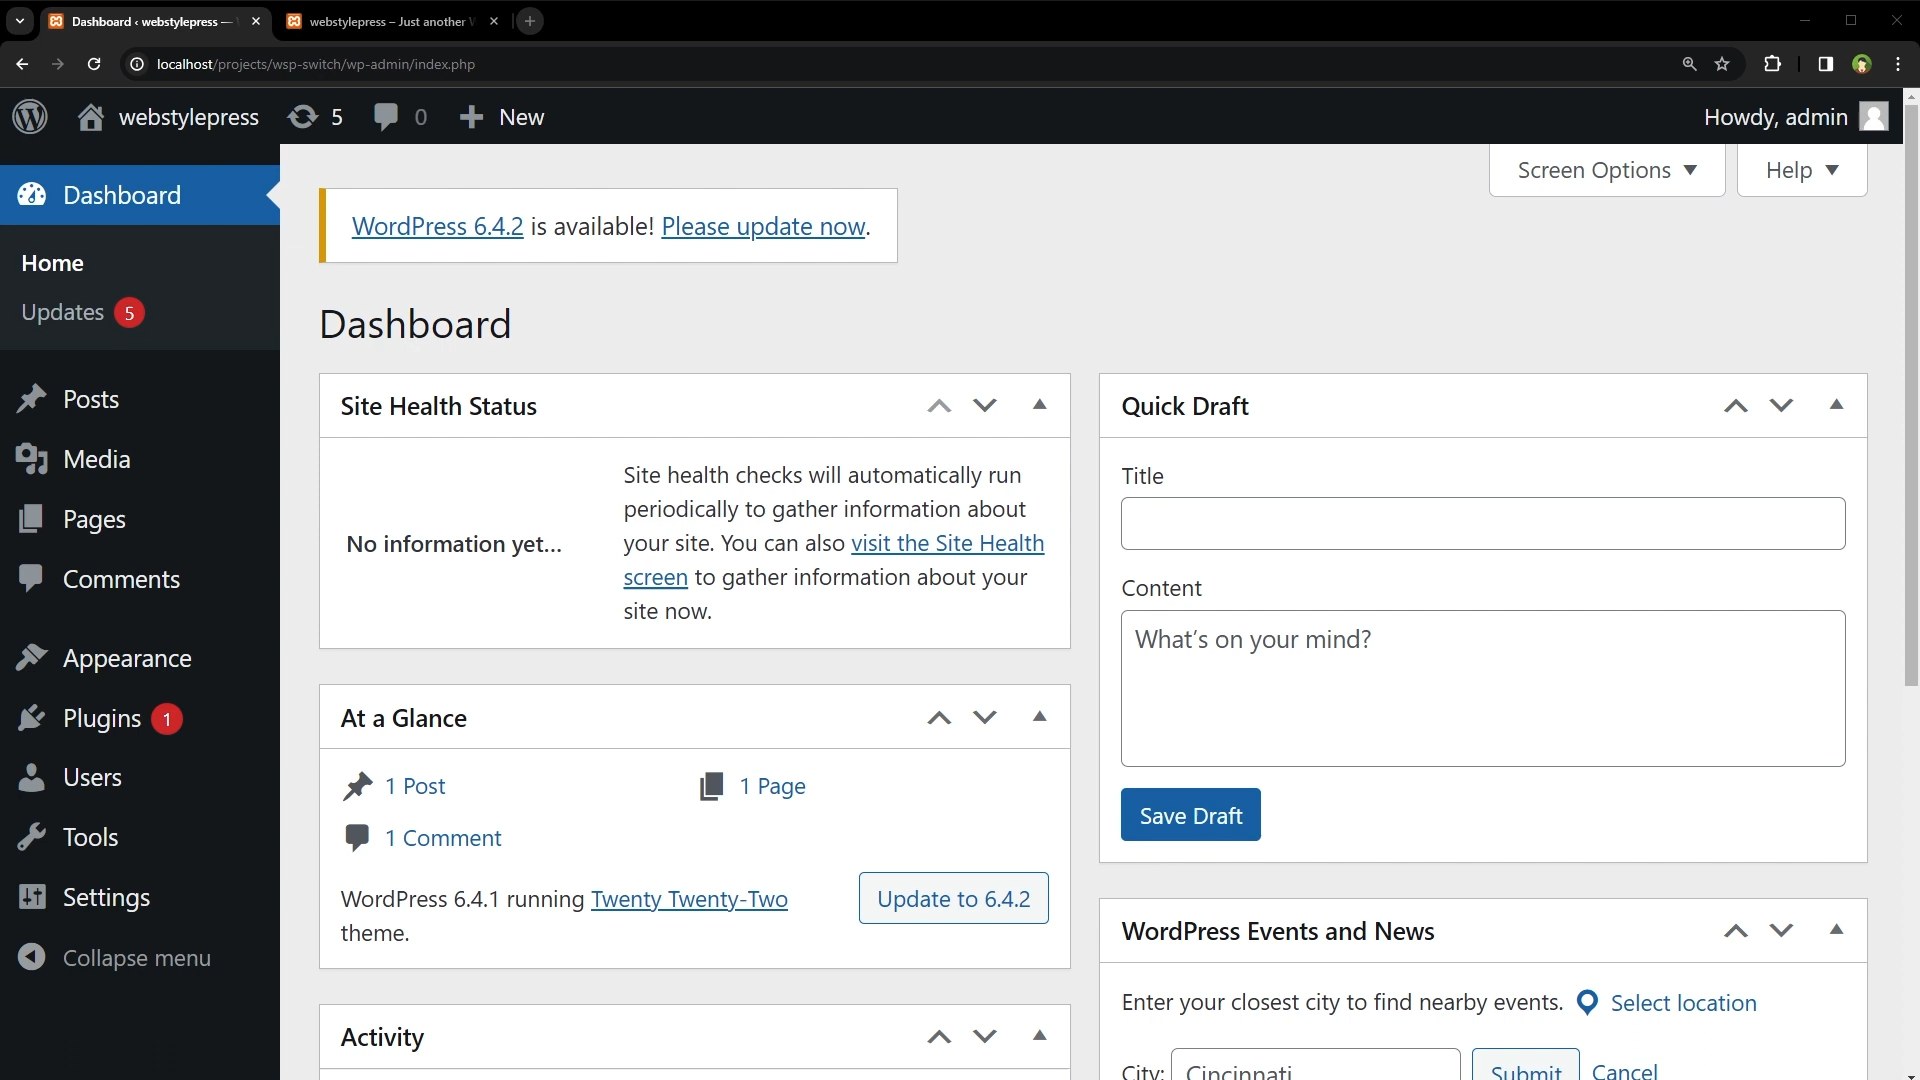 Dashboard ‹ webstylepress —
webstylepress – Just another
localhost/projects/wsp-switch/wp-admin/index.php
webstylepress 5 0 New
Howdy, admin
Screen Options
Help
Dashboard
Home
Updates 5
Posts
Media
Pages
Comments
Appearance
Plugins 1
Users
Tools
Settings
Collapse menu
WordPress 6.4.2 is available! Please update now.
Dashboard
Site Health Status
No information yet...
Site health checks will automatically run
periodically to gather information about
your site. You can also visit the Site Health
screen to gather information about your
site now.
At a Glance
1 Post
1 Page
1 Comment
WordPress 6.4.1 running Twenty Twenty-Two
theme.
Update to 6.4.2
Activity
Quick Draft
Title
Content
What's on your mind?
Save Draft
WordPress Events and News
Enter your closest city to find nearby events. Select location
City: Cincinnati Submit Cancel